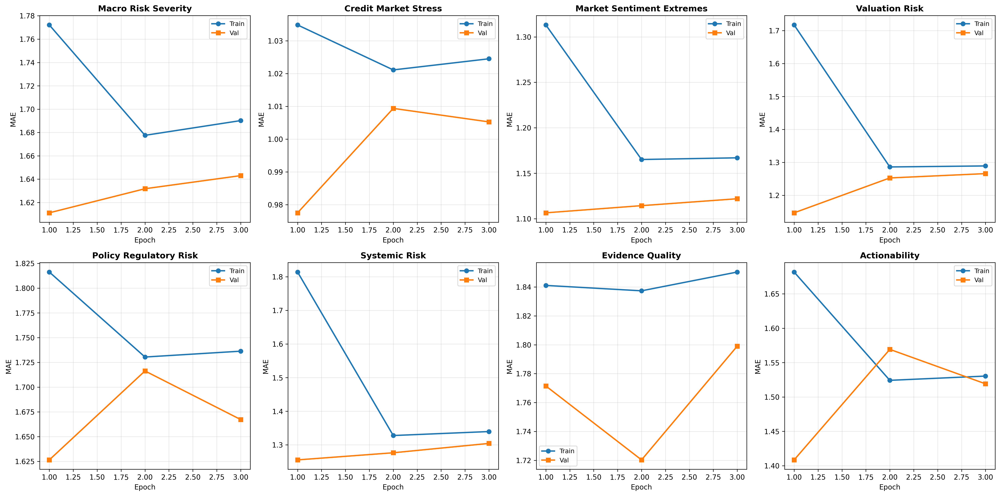 Macro Risk Severity
1.78
1.76
1.74
1.72
1.70
1.68
1.66
1.64
1.62
MAE
Train
Val
1.00 1.25 1.50 1.75 2.00 2.25 2.50 2.75 3.00
Epoch
Credit Market Stress
1.03
1.02
1.01
1.00
0.99
0.98
MAE
Train
Val
1.00 1.25 1.50 1.75 2.00 2.25 2.50 2.75 3.00
Epoch
Market Sentiment Extremes
1.30
1.25
1.20
1.15
1.10
MAE
Train
Val
1.00 1.25 1.50 1.75 2.00 2.25 2.50 2.75 3.00
Epoch
Valuation Risk
1.7
1.6
1.5
1.4
1.3
1.2
MAE
Train
Val
1.00 1.25 1.50 1.75 2.00 2.25 2.50 2.75 3.00
Epoch
Policy Regulatory Risk
1.825
1.800
1.775
1.750
1.725
1.700
1.675
1.650
1.625
MAE
Train
Val
1.00 1.25 1.50 1.75 2.00 2.25 2.50 2.75 3.00
Epoch
Systemic Risk
1.8
1.7
1.6
1.5
1.4
1.3
MAE
Train
Val
1.00 1.25 1.50 1.75 2.00 2.25 2.50 2.75 3.00
Epoch
Evidence Quality
1.84
1.82
1.80
1.78
1.76
1.74
1.72
MAE
Train
Val
1.00 1.25 1.50 1.75 2.00 2.25 2.50 2.75 3.00
Epoch
Actionability
1.65
1.60
1.55
1.50
1.45
1.40
MAE
Train
Val
1.00 1.25 1.50 1.75 2.00 2.25 2.50 2.75 3.00
Epoch